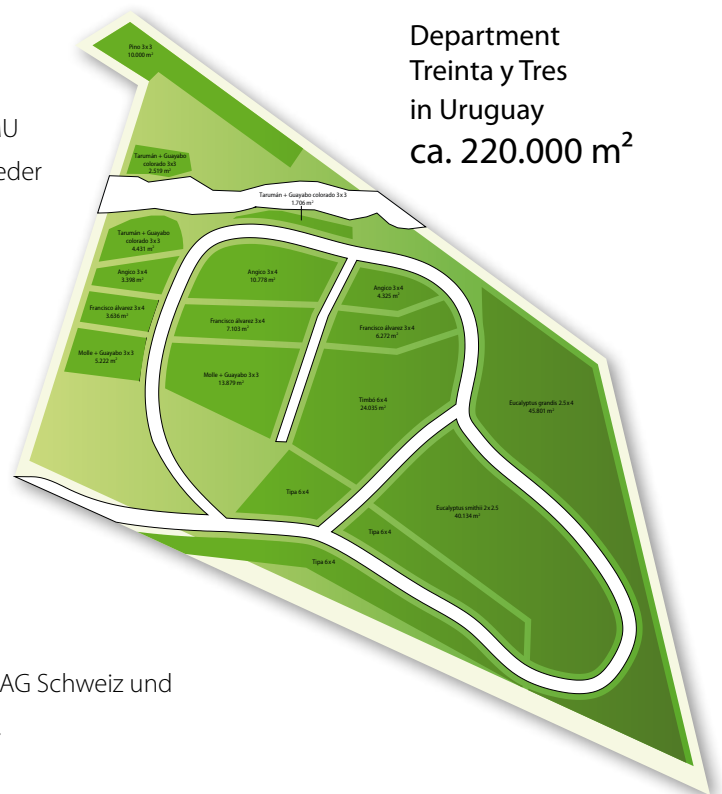 Department
Treinta y Tres
in Uruguay
ca. 220.000 m²
MU
eder
AG Schweiz und
Pino 3x3
10.000 m²
Tarumán + Guayabo
colorado 3x3
2.519 m²
Tarumán + Guayabo colorado 3x3
1.706 m²
Tarumán + Guayabo
colorado 3x3
4.431 m²
Angico 3x4
3.398 m²
Francisco álvarez 3x4
3.636 m²
Molle + Guayabo 3x3
5.222 m²
Angico 3x4
10.778 m²
Francisco álvarez 3x4
7.103 m²
Molle + Guayabo 3x3
13.879 m²
Angico 3x4
4.325 m²
Francisco álvarez 3x4
6.272 m²
Timbó 6x4
24.035 m²
Eucalyptus grandis 2.5x4
45.801 m²
Tipa 6x4
Eucalyptus smithii 2x2.5
40.134 m²
Tipa 6x4
Tipa 6x4